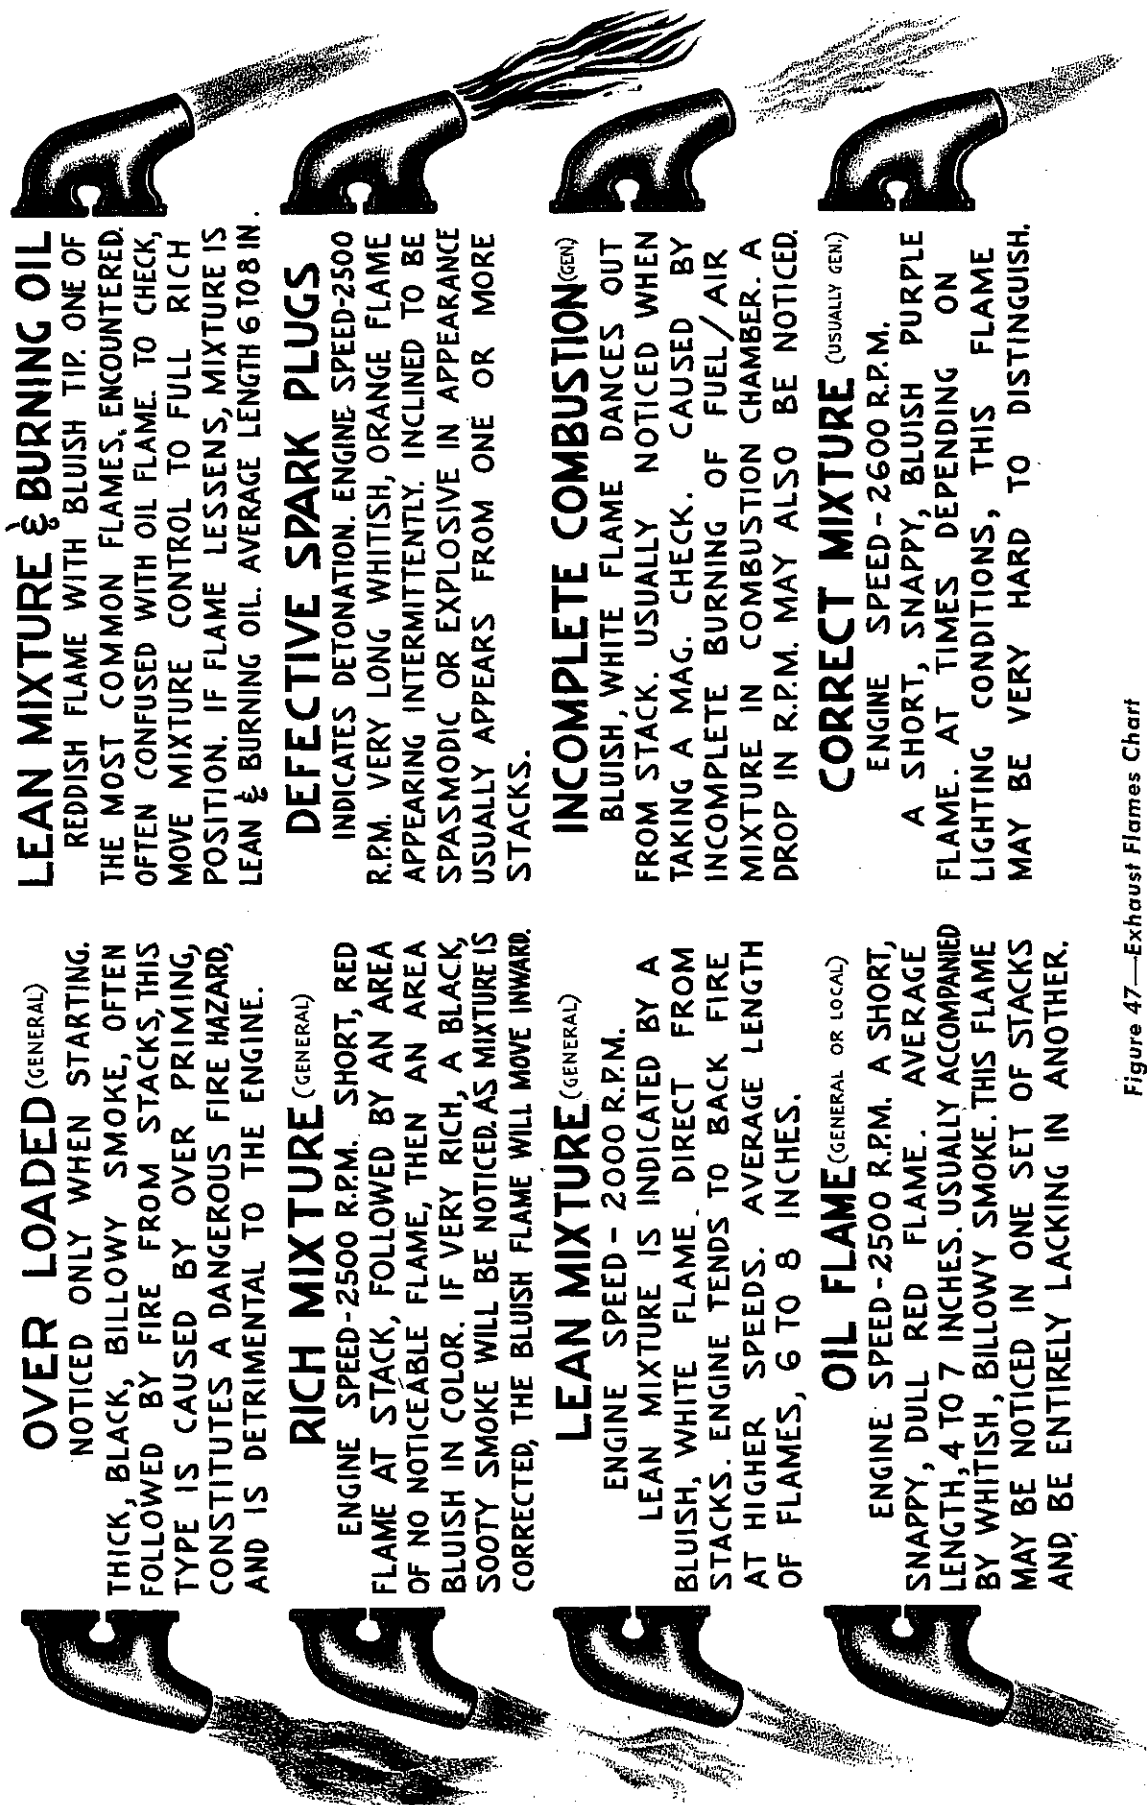 OVER LOADED (GENERAL)
NOTICED ONLY WHEN STARTING.
THICK, BLACK, BILLOWY SMOKE, OFTEN
FOLLOWED BY FIRE FROM STACKS, THIS
TYPE IS CAUSED BY OVER PRIMING,
CONSTITUTES A DANGEROUS FIRE HAZARD,
AND IS DETRIMENTAL TO THE ENGINE.
RICH MIXTURE (GENERAL)
ENGINE SPEED-2500 R.P.M. SHORT, RED
FLAME AT STACK, FOLLOWED BY AN AREA
OF NO NOTICEABLE FLAME, THEN AN AREA
BLUISH IN COLOR. IF VERY RICH, A BLACK,
SOOTY SMOKE WILL BE NOTICED. AS MIXTURE IS
CORRECTED, THE BLUISH FLAME WILL MOVE INWARD.
LEAN MIXTURE (GENERAL)
ENGINE SPEED - 2000 R.P.M.
LEAN MIXTURE IS INDICATED BY A
BLUISH, WHITE FLAME DIRECT FROM
STACKS. ENGINE TENDS TO BACK FIRE
AT HIGHER SPEEDS. AVERAGE LENGTH
OF FLAMES, 6 TO 8 INCHES.
OIL FLAME (GENERAL OR LOCAL)
ENGINE SPEED-2500 R.P.M. A SHORT,
SNAPPY, DULL RED FLAME. AVERAGE
LENGTH, 4 TO 7 INCHES. USUALLY ACCOMPANIED
BY WHITISH, BILLOWY SMOKE. THIS FLAME
MAY BE NOTICED IN ONE SET OF STACKS
AND BE ENTIRELY LACKING IN ANOTHER.
LEAN MIXTURE & BURNING OIL
REDDISH FLAME WITH BLUISH TIP. ONE OF
THE MOST COMMON FLAMES, ENCOUNTERED.
OFTEN CONFUSED WITH OIL FLAME. TO CHECK,
MOVE MIXTURE CONTROL TO FULL RICH
POSITION. IF FLAME LESSENS, MIXTURE IS
LEAN & BURNING OIL. AVERAGE LENGTH 6 TO 8 IN.
DEFECTIVE SPARK PLUGS
INDICATES DETONATION. ENGINE SPEED-2500
R.P.M. VERY LONG WHITISH, ORANGE FLAME
APPEARING INTERMITTENTLY. INCLINED TO BE
SPASMODIC OR EXPLOSIVE IN APPEARANCE
USUALLY APPEARS FROM ONE OR MORE
STACKS.
INCOMPLETE COMBUSTION (GEN.)
BLUISH, WHITE FLAME DANCES OUT
FROM STACK. USUALLY NOTICED WHEN
TAKING A MAG. CHECK. CAUSED BY
INCOMPLETE BURNING OF FUEL/AIR
MIXTURE IN COMBUSTION CHAMBER. A
DROP IN R.P.M. MAY ALSO BE NOTICED.
CORRECT MIXTURE (USUALLY GEN.)
ENGINE SPEED-2600 R.P.M.
A SHORT, SNAPPY, BLUISH PURPLE
FLAME. AT TIMES DEPENDING ON
LIGHTING CONDITIONS, THIS FLAME
MAY BE VERY HARD TO DISTINGUISH.
Figure 47—Exhaust Flames Chart